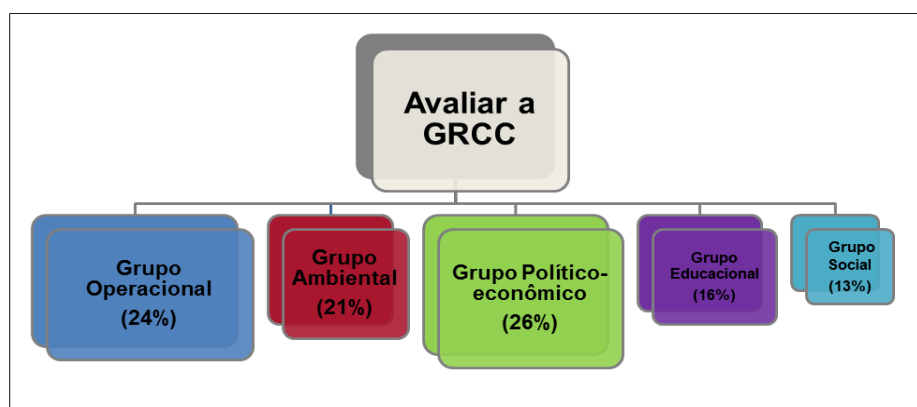 Avaliar a
GRCC
Grupo
Operacional
(24%)
Grupo
Ambiental
(21%)
Grupo Político-
econômico
(26%)
Grupo
Educacional
(16%)
Grupo
Social
(13%)